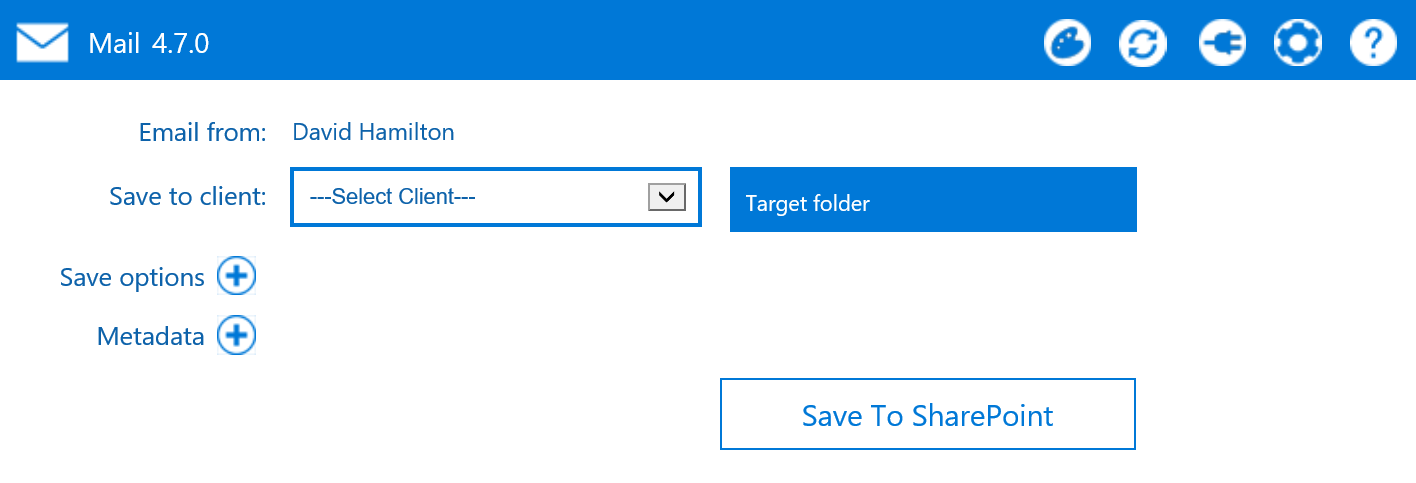 Mail 4.7.0
Email from: David Hamilton
Save to client: ---Select Client--- Target folder
Save options
Metadata
Save To SharePoint